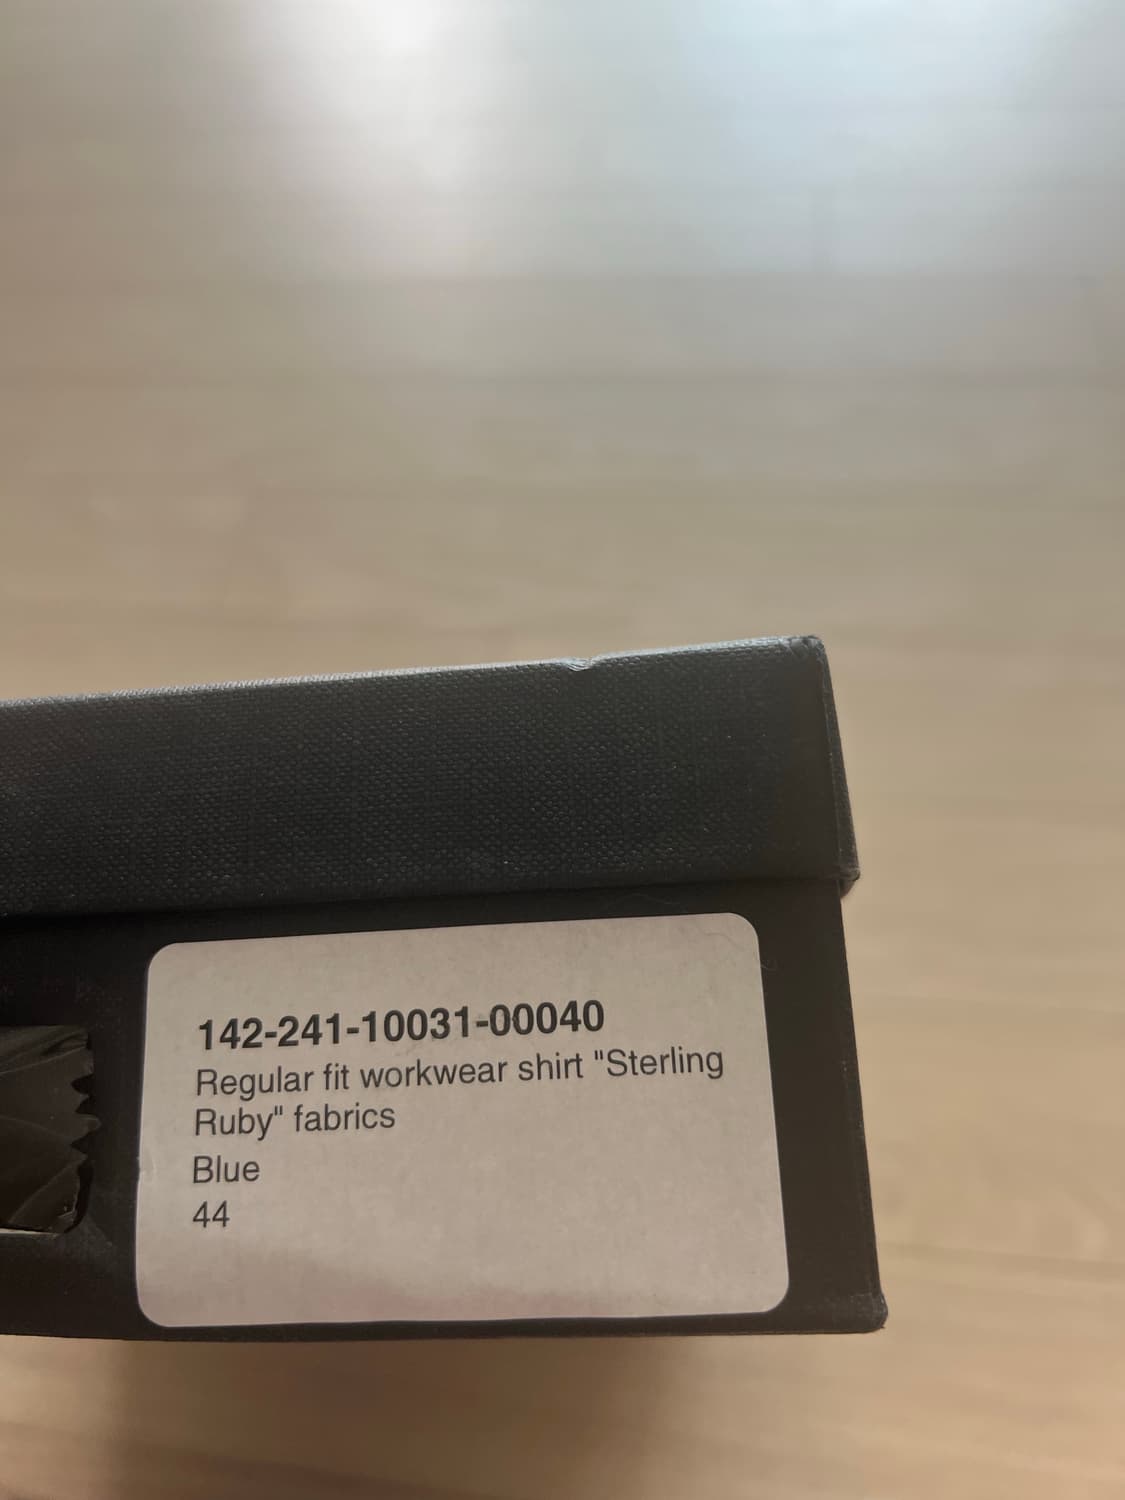 142-241-10031-00040
Regular fit workwear shirt "Sterling
Ruby" fabrics
Blue
44